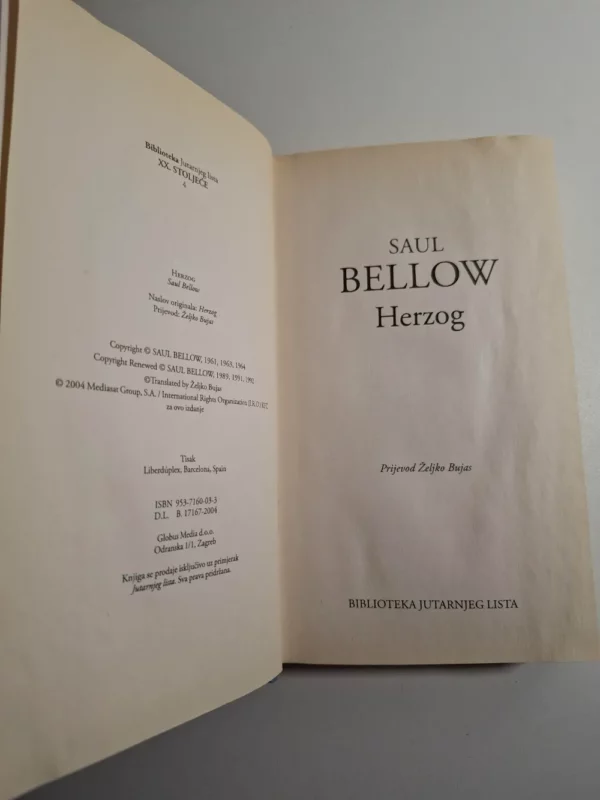 Biblioteka Jutarnjeg lista
XX. STOLJEĆE
4.
HERZOG
Saul Bellow
Naslov originala: Herzog
Prijevod: Željko Bujas
Copyright © SAUL BELLOW, 1961, 1963, 1964
Copyright Renewed © SAUL BELLOW, 1989, 1991, 1992
©Translated by Željko Bujas
© 2004 Mediasat Group, S.A. / International Rights Organizativa
za ovo izdanje
Tisak
Liberdúplex, Barcelona, Spain
ISBN 953-7160-03-3
D.L. B. 17167-2004
Globus Media d.o.o.
Odranska 1/1, Zagreb
Knjiga se prodaje isključivo uz primjerak
Jutarnjeg lista. Sva prava pridržana.
SAUL
BELLOW
Herzog
Prijevod Željko Bujas
BIBLIOTEKA JUTARNJEG LISTA